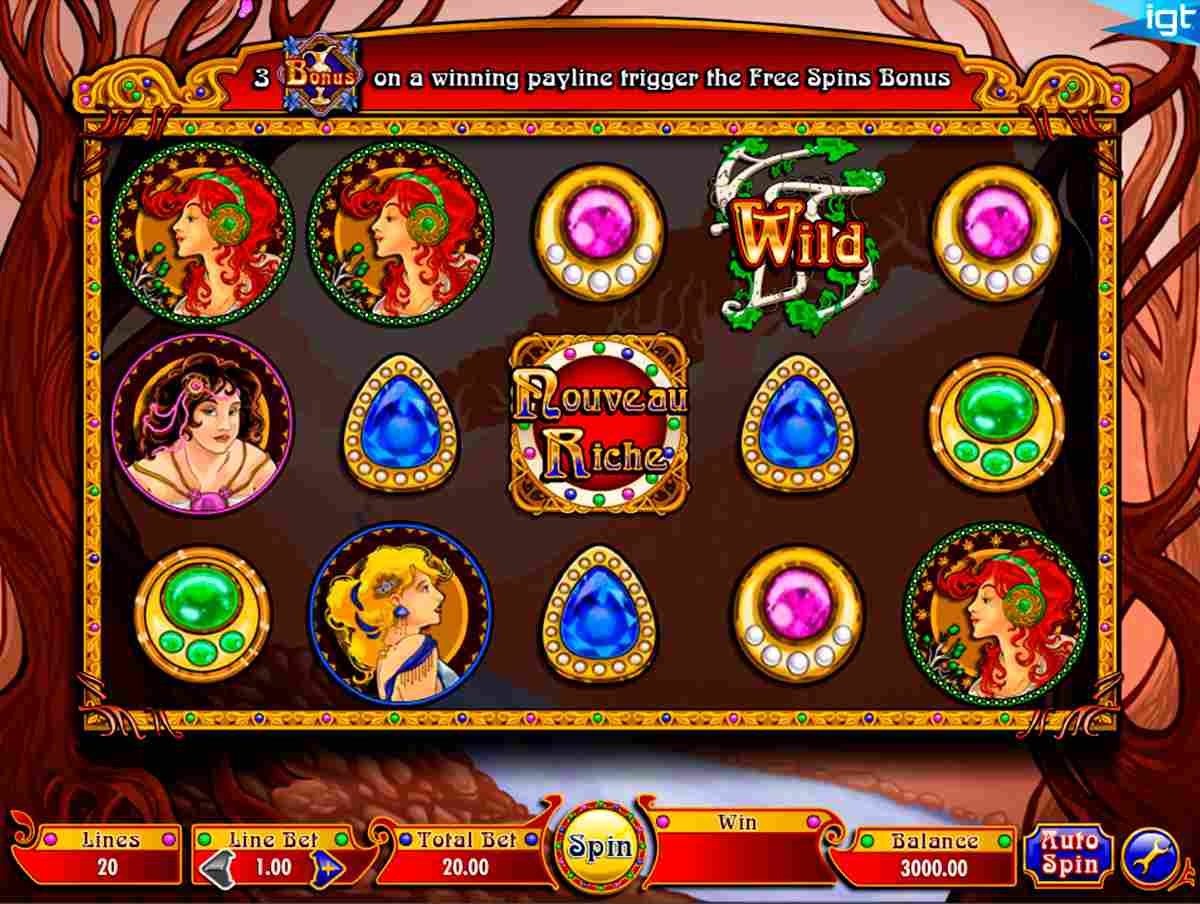 igt
3 Bonus on a winning payline trigger the Free Spins Bonus
Wild
Nouveau
Riche
Lines
20
Line Bet
1.00
Total Bet
20.00
Spin
Win
Balance
3000.00
Auto
Spin